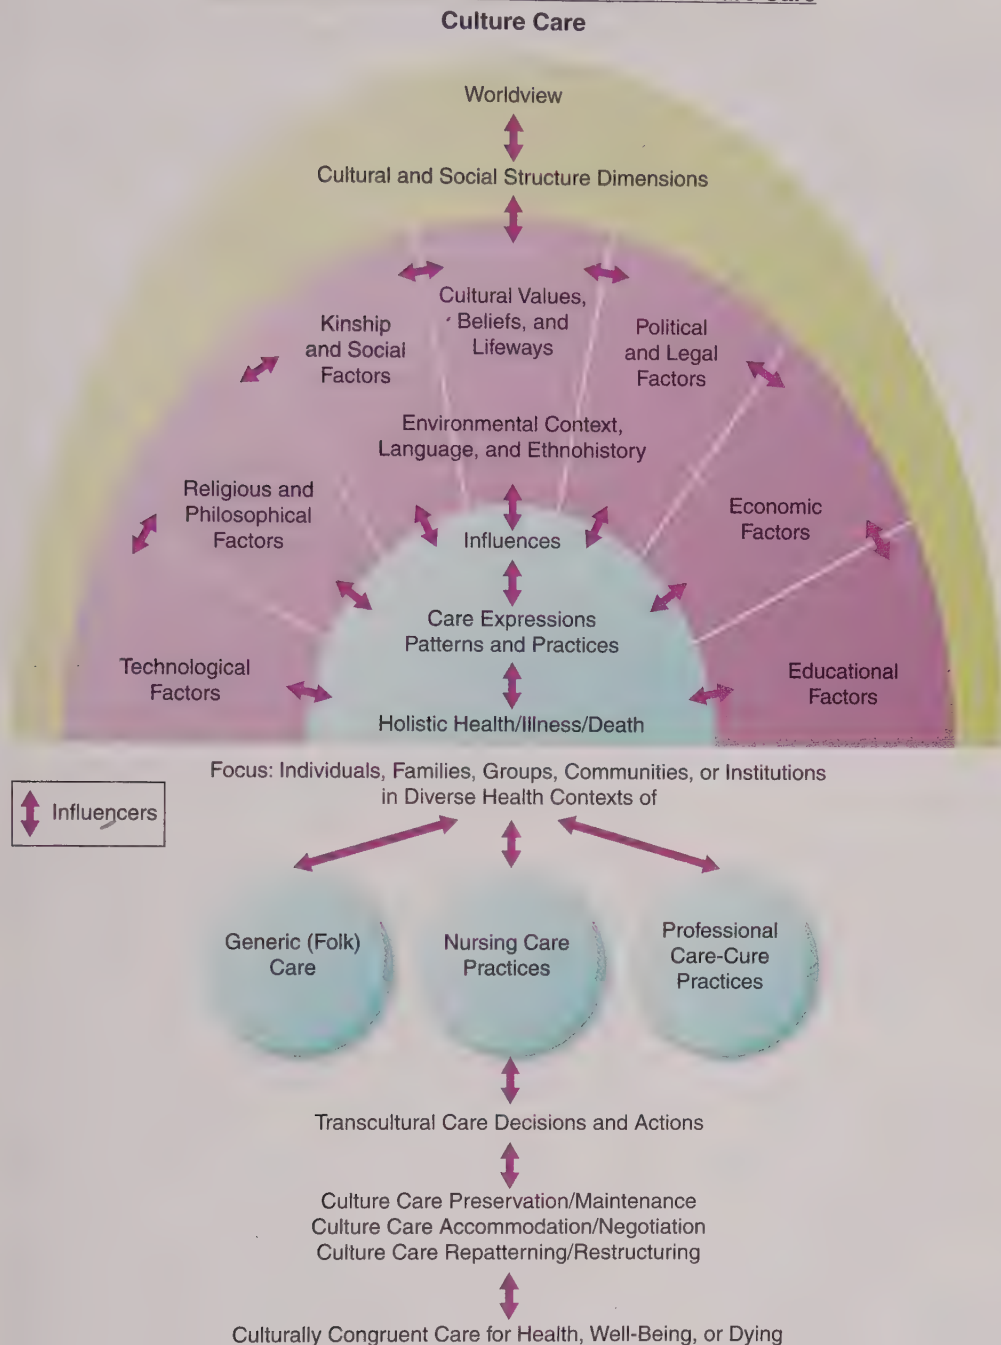 Culture Care
Worldview
Cultural and Social Structure Dimensions
Cultural Values,
Beliefs, and
Lifeways
Kinship
and Social
Factors
Political
and Legal
Factors
Environmental Context,
Language, and Ethnohistory
Religious and
Philosophical
Factors
Economic
Factors
Influences
Care Expressions
Patterns and Practices
Technological
Factors
Educational
Factors
Holistic Health/Illness/Death
Focus: Individuals, Families, Groups, Communities, or Institutions
in Diverse Health Contexts of
Influencers
Generic (Folk)
Care
Nursing Care
Practices
Professional
Care-Cure
Practices
Transcultural Care Decisions and Actions
Culture Care Preservation/Maintenance
Culture Care Accommodation/Negotiation
Culture Care Repatterning/Restructuring
Culturally Congruent Care for Health, Well-Being, or Dying